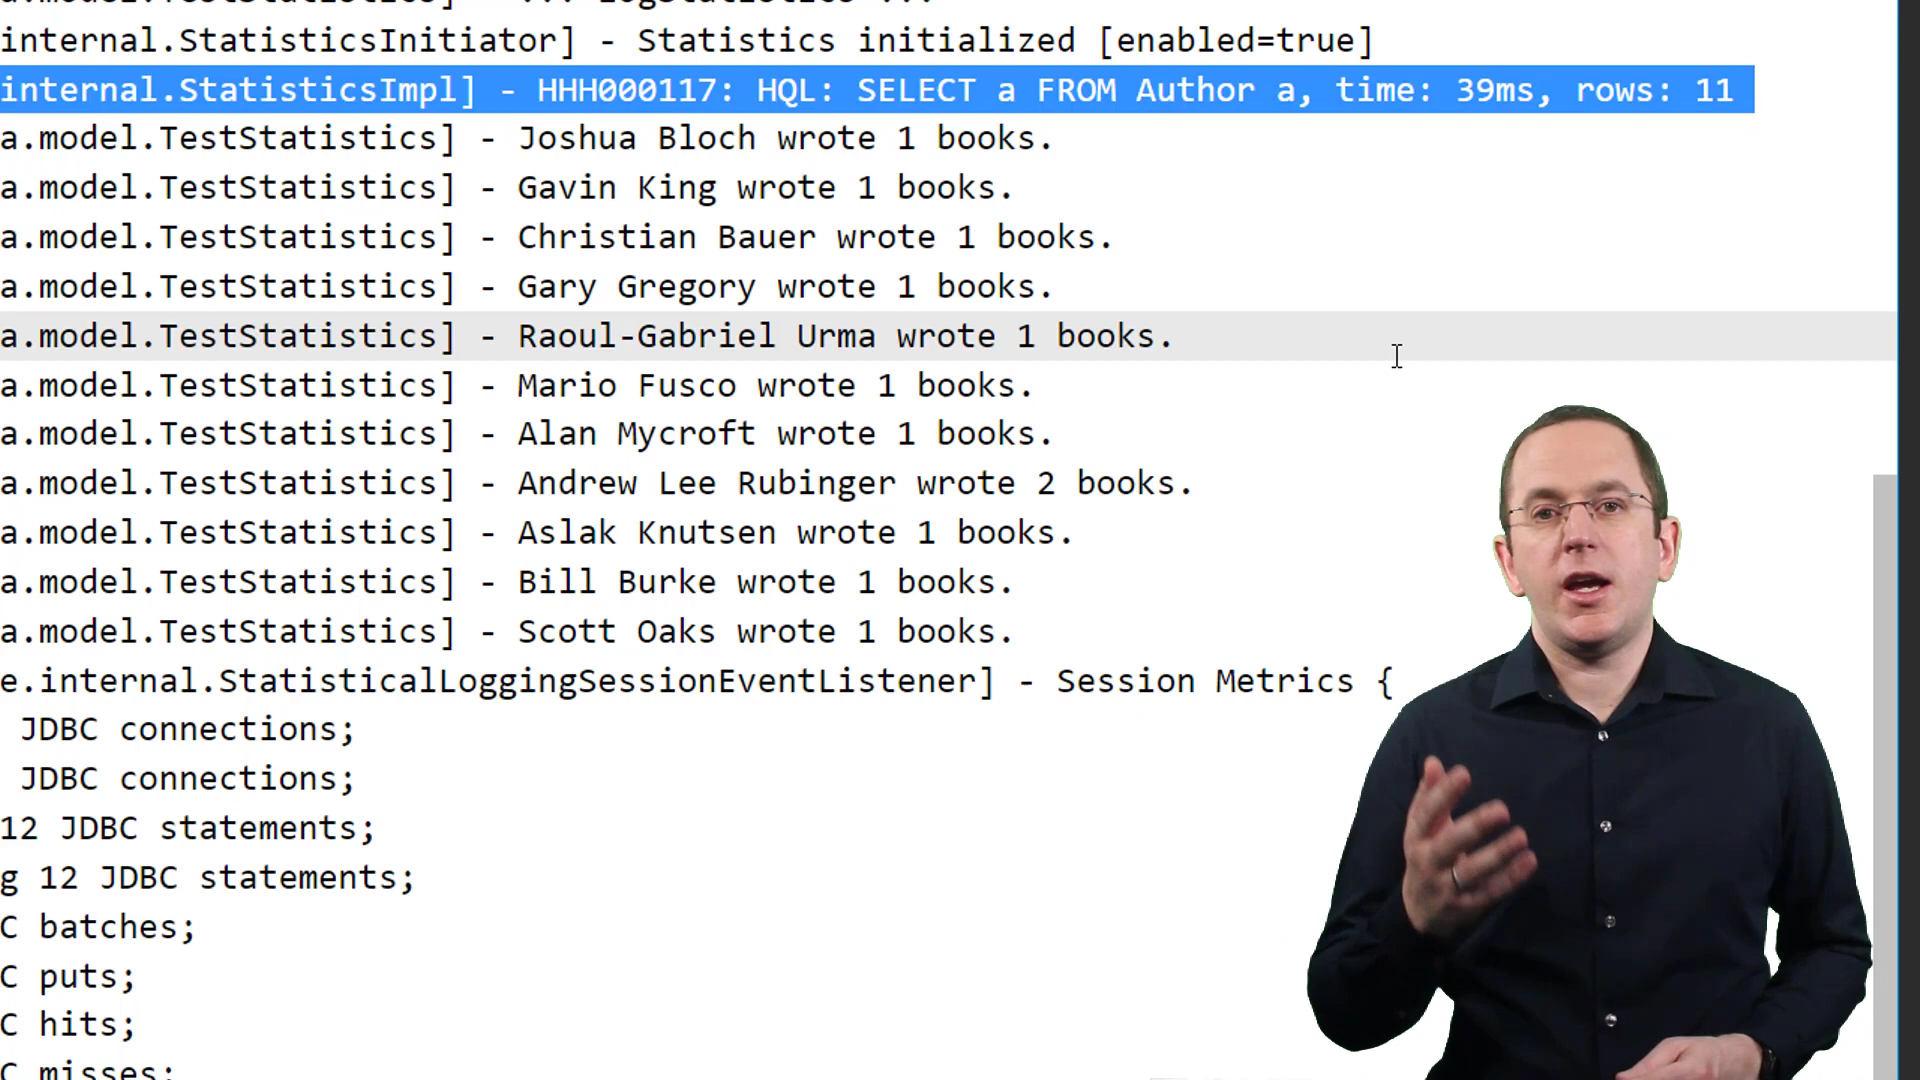 a.model.TestStatistics] - ... logStatistics ...
internal.StatisticsInitiator] - Statistics initialized [enabled=true]
internal.StatisticsImpl] - HHH000117: HQL: SELECT a FROM Author a, time: 39ms, rows: 11
a.model.TestStatistics] - Joshua Bloch wrote 1 books.
a.model.TestStatistics] - Gavin King wrote 1 books.
a.model.TestStatistics] - Christian Bauer wrote 1 books.
a.model.TestStatistics] - Gary Gregory wrote 1 books.
a.model.TestStatistics] - Raoul-Gabriel Urma wrote 1 books.
a.model.TestStatistics] - Mario Fusco wrote 1 books.
a.model.TestStatistics] - Alan Mycroft wrote 1 books.
a.model.TestStatistics] - Andrew Lee Rubinger wrote 2 books.
a.model.TestStatistics] - Aslak Knutsen wrote 1 books.
a.model.TestStatistics] - Bill Burke wrote 1 books.
a.model.TestStatistics] - Scott Oaks wrote 1 books.
e.internal.StatisticalLoggingSessionEventListener] - Session Metrics {
JDBC connections;
JDBC connections;
12 JDBC statements;
g 12 JDBC statements;
C batches;
C puts;
C hits;
C misses;